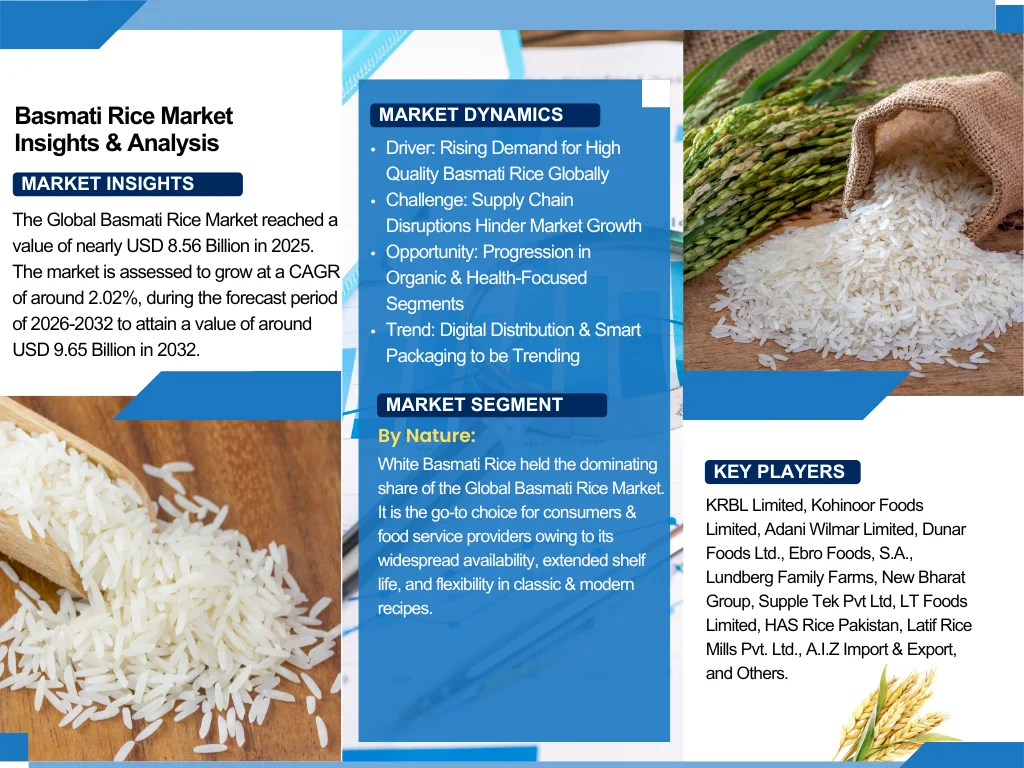 Basmati Rice Market
Insights & Analysis
MARKET INSIGHTS
The Global Basmati Rice Market reached a
value of nearly USD 8.56 Billion in 2025.
The market is assessed to grow at a CAGR
of around 2.02%, during the forecast period
of 2026-2032 to attain a value of around
USD 9.65 Billion in 2032.
MARKET DYNAMICS
• Driver: Rising Demand for High
Quality Basmati Rice Globally
• Challenge: Supply Chain
Disruptions Hinder Market Growth
• Opportunity: Progression in
Organic & Health-Focused
Segments
• Trend: Digital Distribution & Smart
Packaging to be Trending
MARKET SEGMENT
By Nature:
White Basmati Rice held the dominating
share of the Global Basmati Rice Market.
It is the go-to choice for consumers &
food service providers owing to its
widespread availability, extended shelf
life, and flexibility in classic & modern
recipes.
KEY PLAYERS
KRBL Limited, Kohinoor Foods
Limited, Adani Wilmar Limited, Dunar
Foods Ltd., Ebro Foods, S.A.,
Lundberg Family Farms, New Bharat
Group, Supple Tek Pvt Ltd, LT Foods
Limited, HAS Rice Pakistan, Latif Rice
Mills Pvt. Ltd., A.I.Z Import & Export,
and Others.